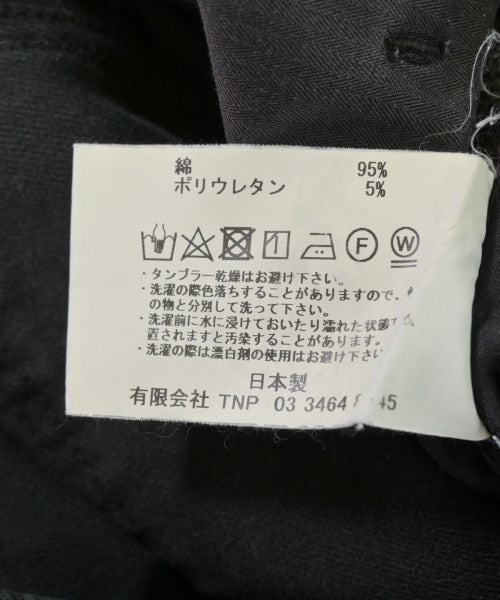 綿 95%
ポリウレタン 5%
F W
・タンブラー乾燥はお避け下さい。
・洗濯の際色落ちすることがありますので、
の物と分別して洗って下さい。
・洗濯前に水に浸けておいたり濡れた状態
置されますと汚染することがあります。
・洗濯の際は漂白剤の使用はお避け下さい
日本製
有限会社 TNP 03 3464 45